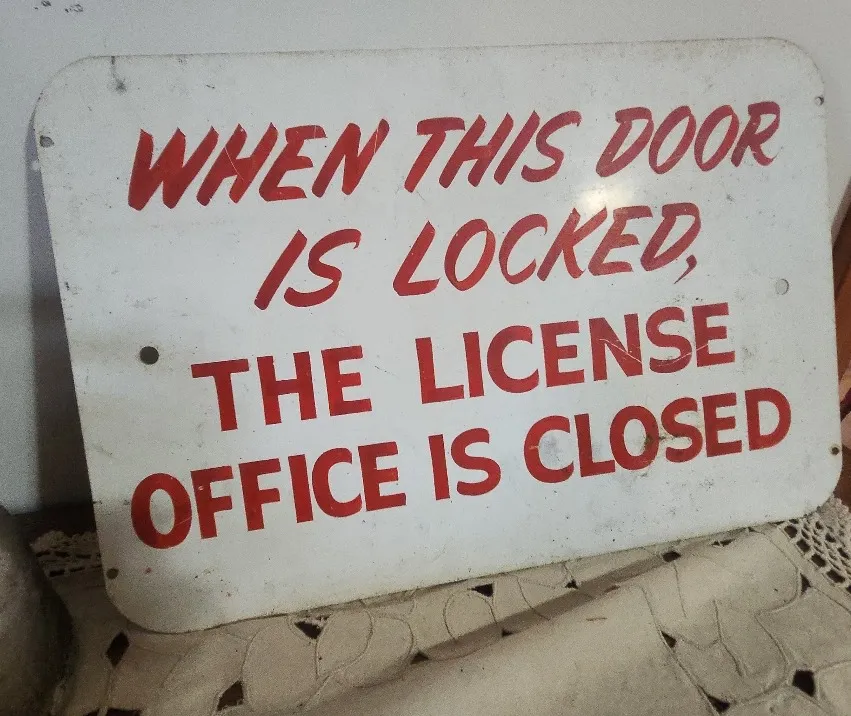 WHEN THIS DOOR
IS LOCKED,
THE LICENSE
OFFICE IS CLOSED